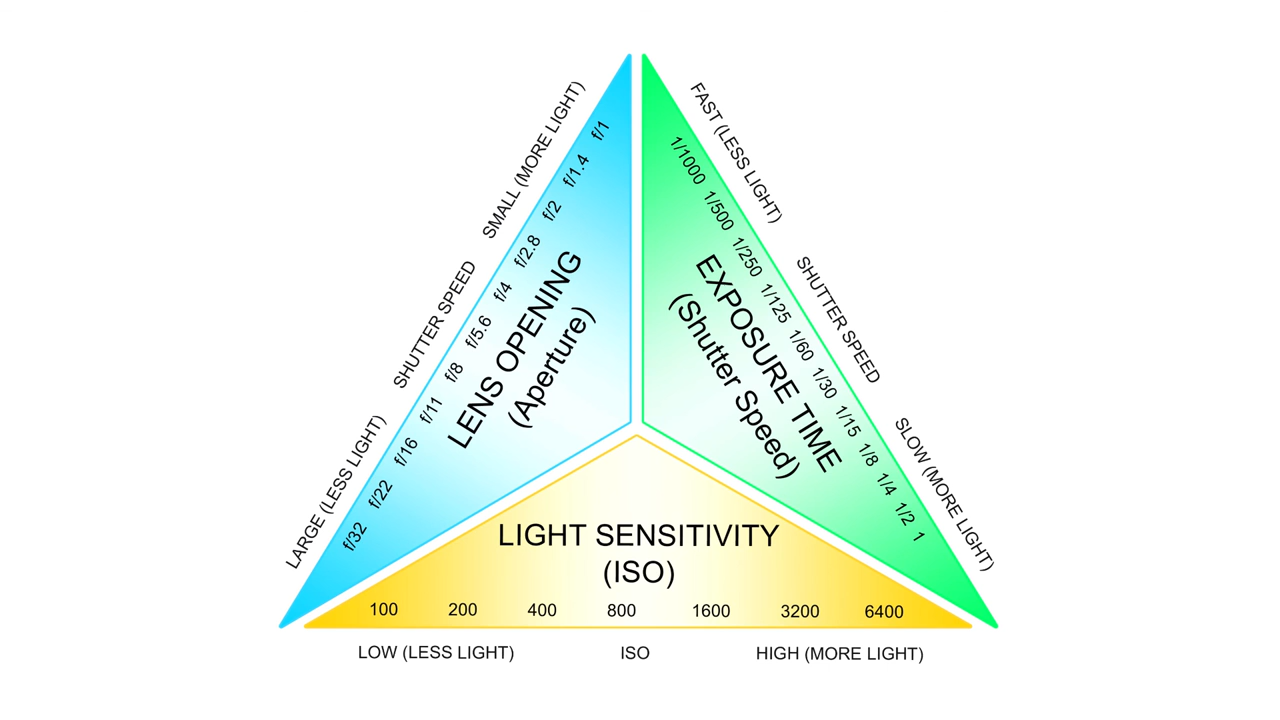 SMALL (MORE LIGHT)
SHUTTER SPEED
LARGE (LESS LIGHT)
f/1
f/1.4
f/2
f/2.8
f/4
f/5.6
f/8
f/11
f/16
f/22
f/32
LENS OPENING
(Aperture)
FAST (LESS LIGHT)
SHUTTER SPEED
SLOW (MORE LIGHT)
1/1000
1/500
1/250
1/125
1/60
1/30
1/15
1/8
1/4
1/2
1
EXPOSURE TIME
(Shutter Speed)
LIGHT SENSITIVITY
(ISO)
100 200 400 800 1600 3200 6400
LOW (LESS LIGHT) ISO HIGH (MORE LIGHT)